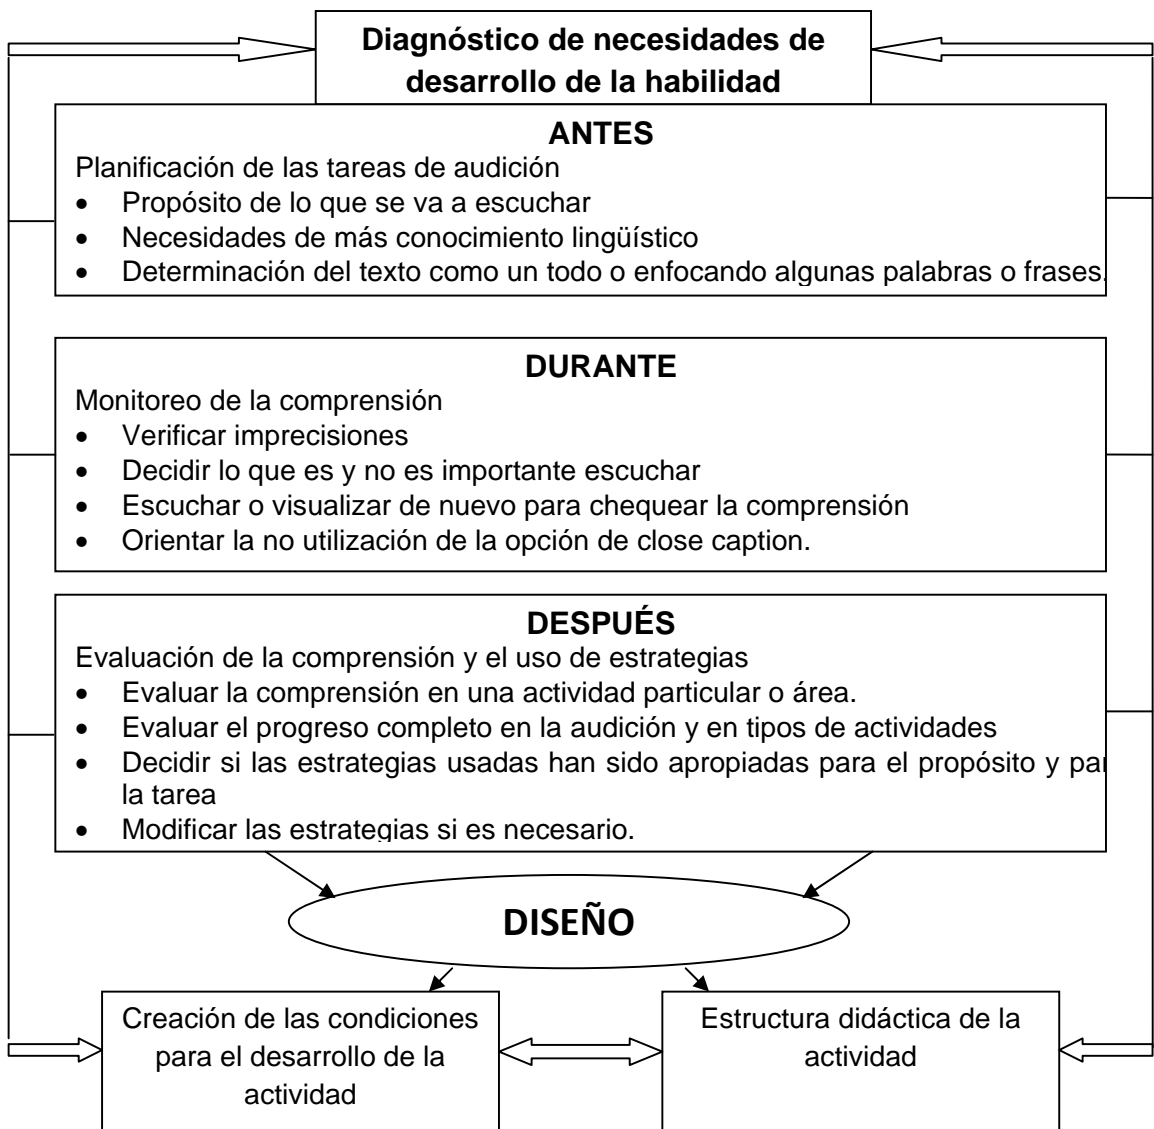 Diagnóstico de necesidades de
desarrollo de la habilidad
ANTES
Planificación de las tareas de audición
• Propósito de lo que se va a escuchar
• Necesidades de más conocimiento lingüístico
• Determinación del texto como un todo o enfocando algunas palabras o frases.
DURANTE
Monitoreo de la comprensión
• Verificar imprecisiones
• Decidir lo que es y no es importante escuchar
• Escuchar o visualizar de nuevo para chequear la comprensión
• Orientar la no utilización de la opción de close caption.
DESPUÉS
Evaluación de la comprensión y el uso de estrategias
• Evaluar la comprensión en una actividad particular o área.
• Evaluar el progreso completo en la audición y en tipos de actividades
• Decidir si las estrategias usadas han sido apropiadas para el propósito y par
la tarea
• Modificar las estrategias si es necesario.
DISEÑO
Creación de las condiciones
para el desarrollo de la
actividad
Estructura didáctica de la
actividad